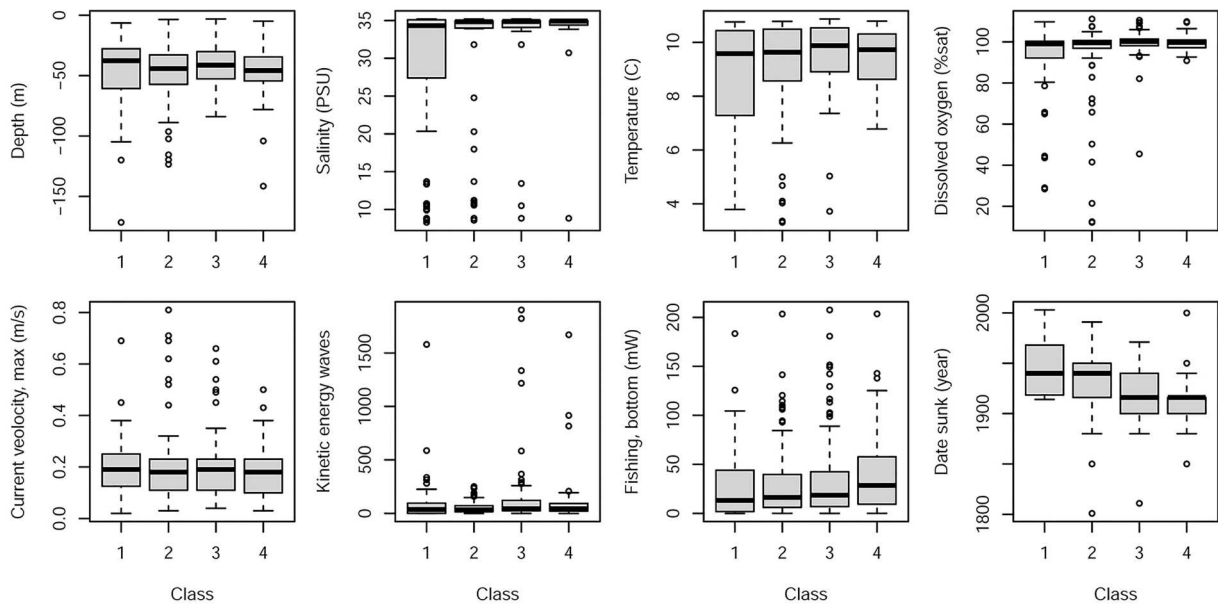 Depth (m)
0
−50
−100
−150
1 2 3 4
Salinity (PSU)
35
30
25
20
15
10
1 2 3 4
Temperature (C)
10
8
6
4
1 2 3 4
Dissolved oxygen (%sat)
100
80
60
40
20
1 2 3 4
Current veolocity, max (m/s)
0.8
0.6
0.4
0.2
0.0
1 2 3 4
Class
Kinetic energy waves
1500
1000
500
0
1 2 3 4
Class
Fishing, bottom (mW)
200
150
100
50
0
1 2 3 4
Class
Date sunk (year)
2000
1900
1800
1 2 3 4
Class